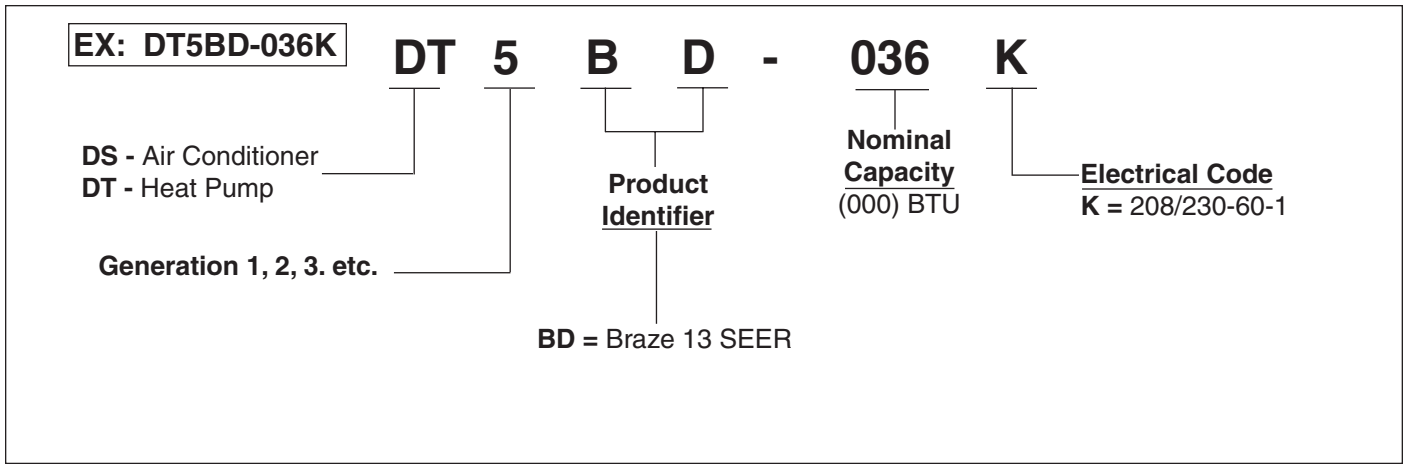 EX: DT5BD-036K
DT 5 B D - 036 K
DS - Air Conditioner
DT - Heat Pump
Generation 1, 2, 3. etc.
Product
Identifier
BD = Braze 13 SEER
Nominal
Capacity
(000) BTU
Electrical Code
K = 208/230-60-1